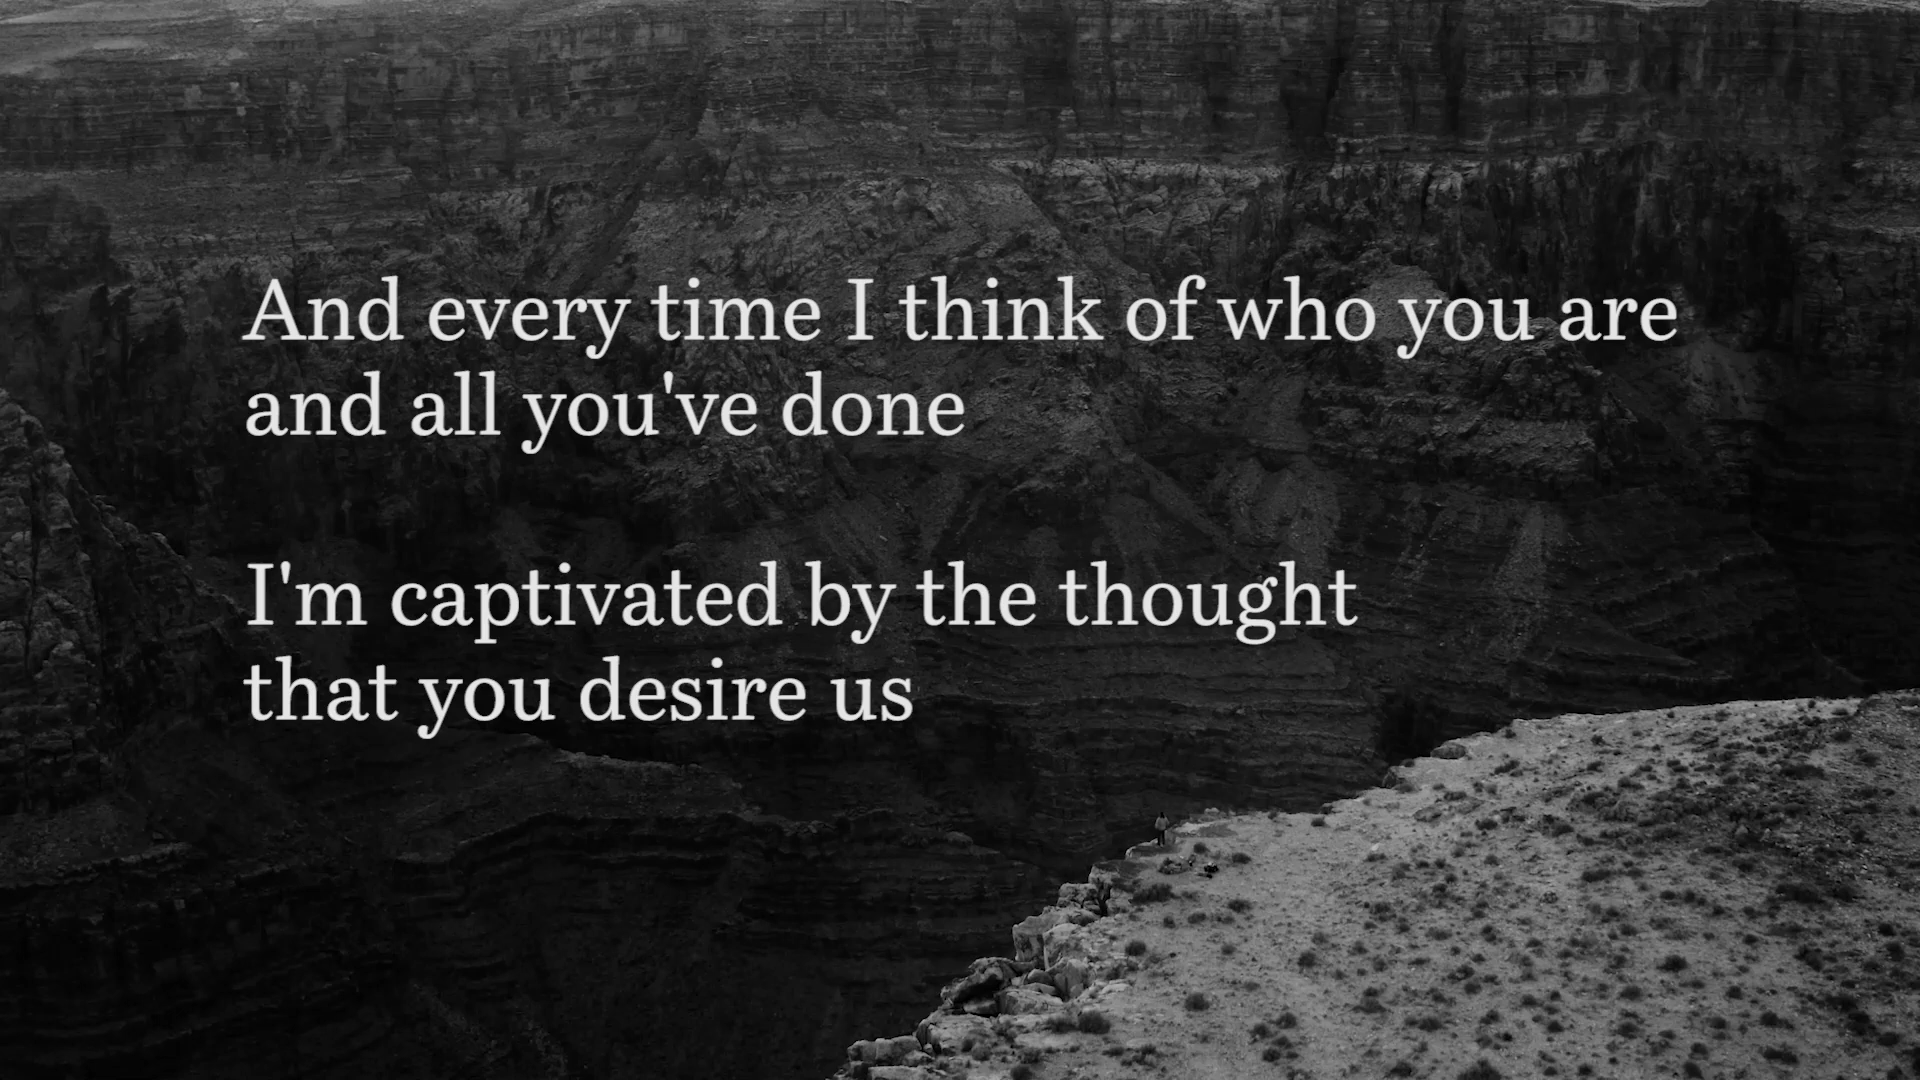 And every time I think of who you are
and all you've done
I'm captivated by the thought
that you desire us